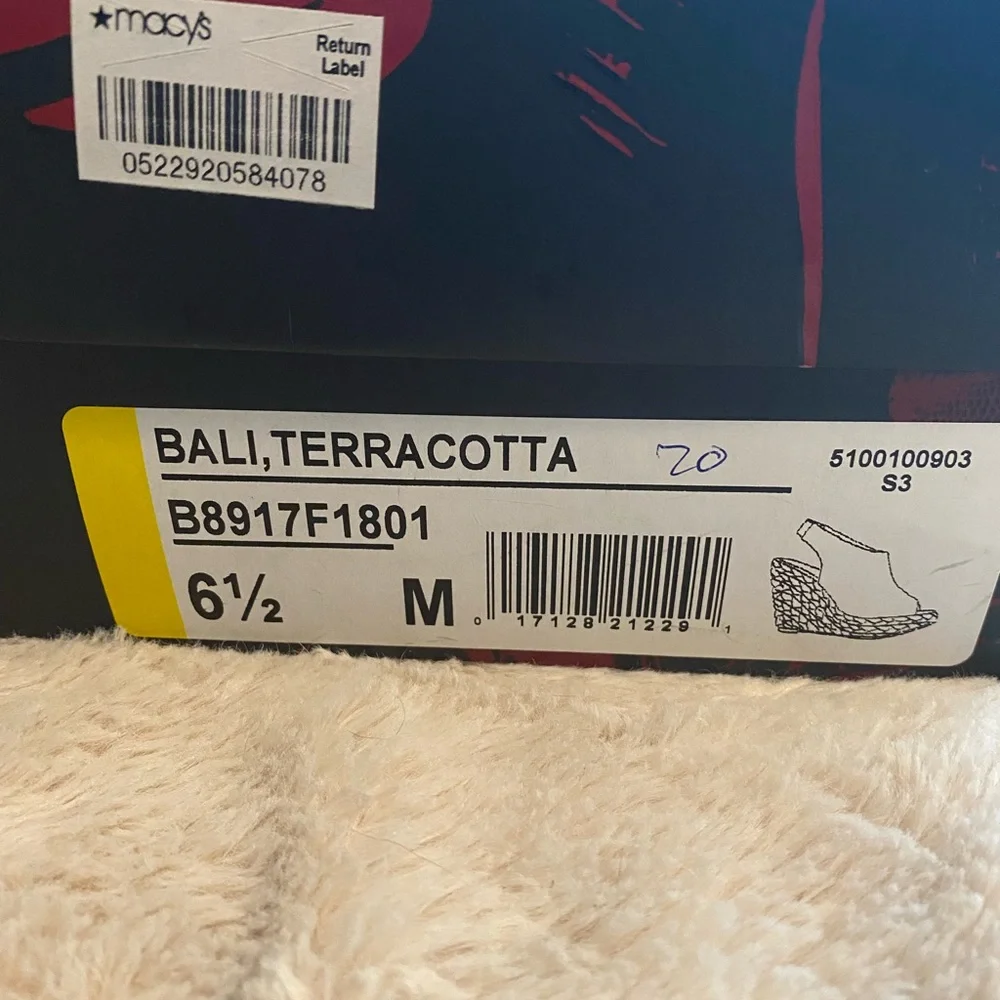 ★macy's
Return
Label
0522920584078
BALI,TERRACOTTA 20
5100100903
S3
B8917F1801
6½ M
0 17128 21229 1